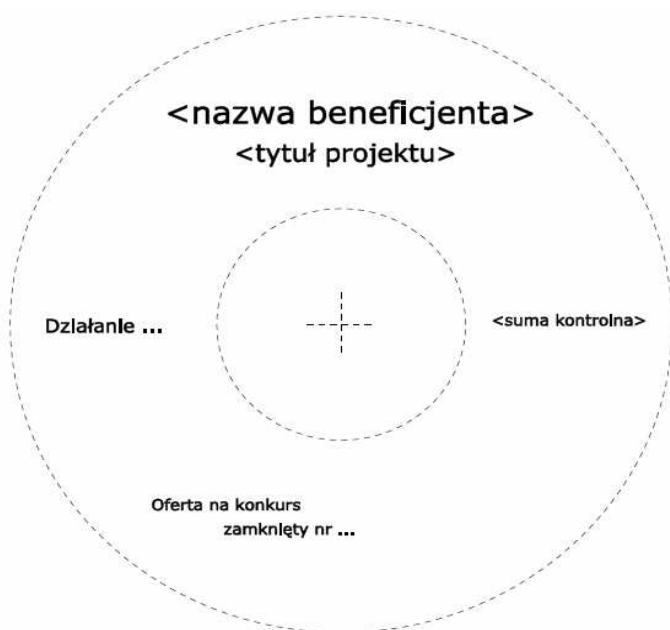 <nazwa beneficjenta>
<tytuł projektu>
Działanie ...
<suma kontrolna>
Oferta na konkurs
zamknięty nr ...